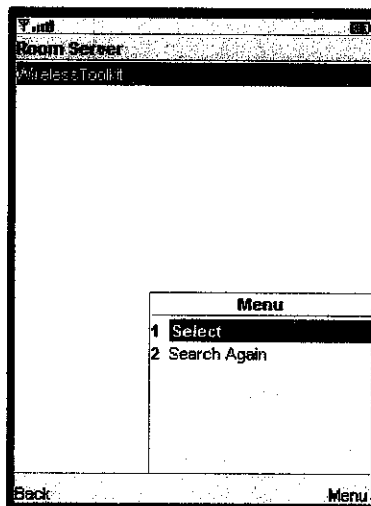 Room Server
WirelessToolkit
Menu
1 Select
2 Search Again
Back Menu